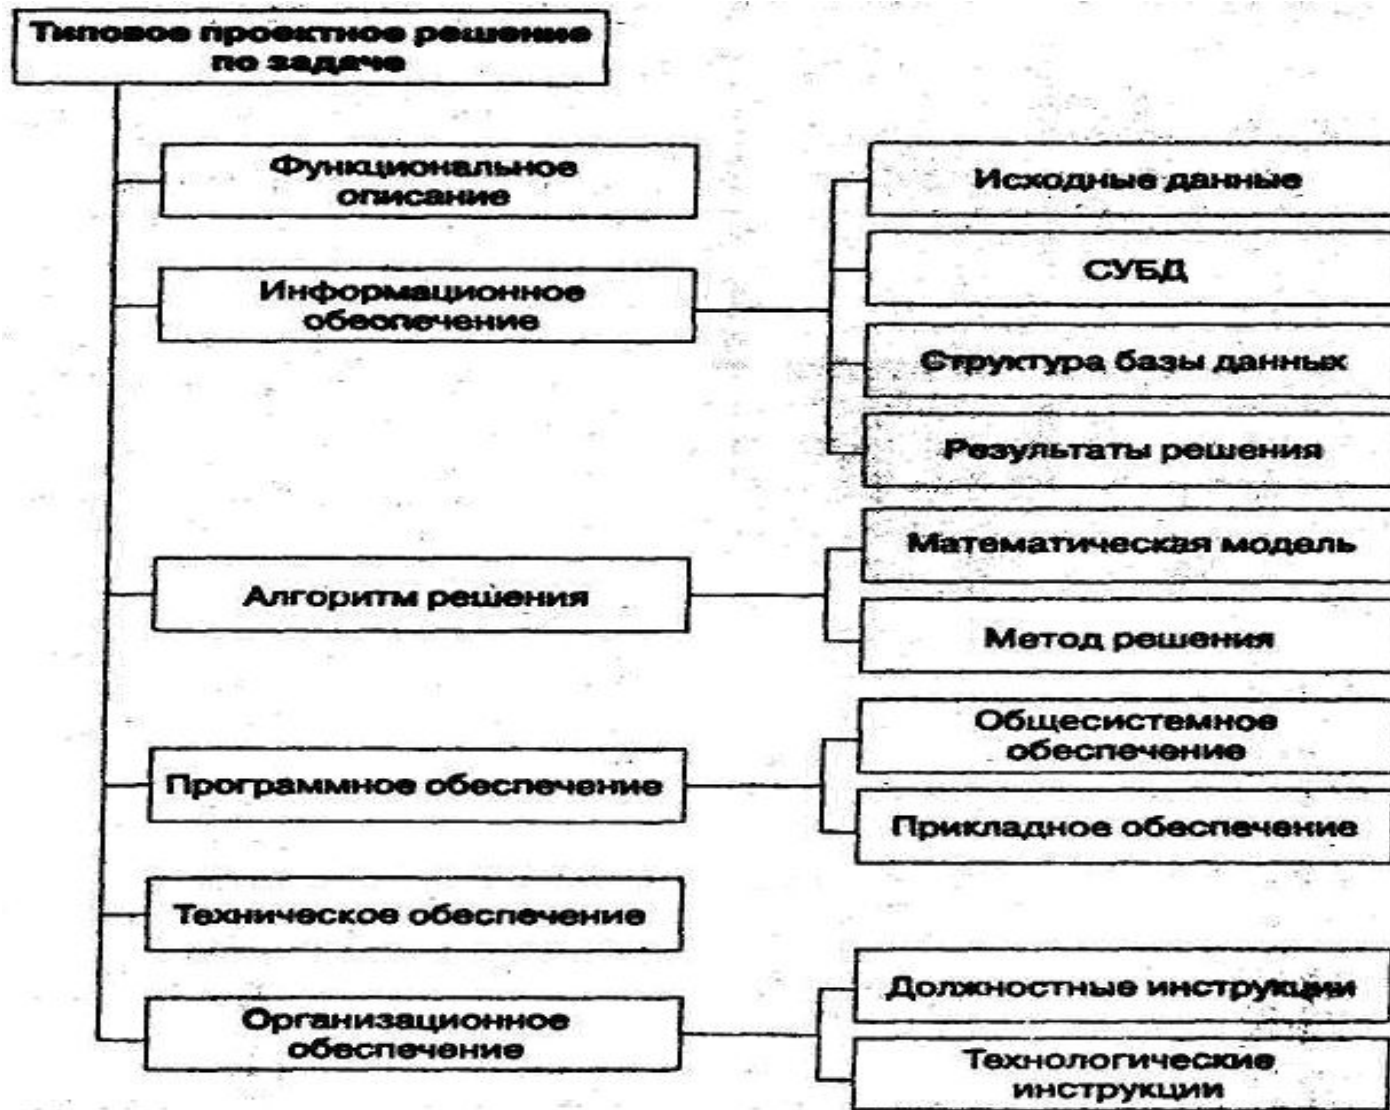 Типовое проектное решение
по задаче
Функциональное
описание
Информационное
обеспечение
Исходные данные
СУБД
Структура базы данных
Результаты решения
Алгоритм решения
Математическая модель
Метод решения
Программное обеспечение
Общесистемное
обеспечение
Прикладное обеспечение
Техническое обеспечение
Организационное
обеспечение
Должностные инструкции
Технологические
инструкции